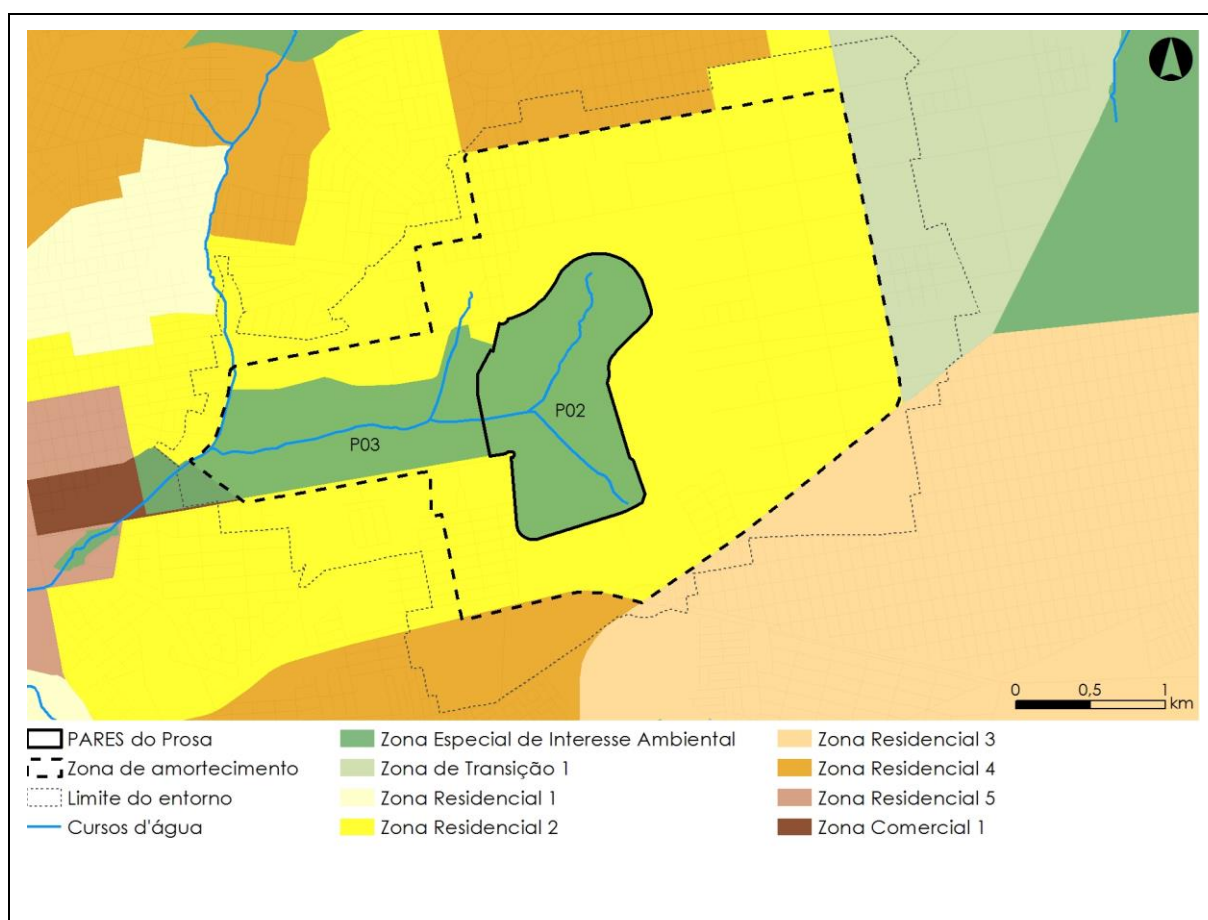 P02
P03
0 0,5 1
km
PARES do Prosa
Zona de amortecimento
Limite do entorno
Cursos d'água
Zona Especial de Interesse Ambiental
Zona de Transição 1
Zona Residencial 1
Zona Residencial 2
Zona Residencial 3
Zona Residencial 4
Zona Residencial 5
Zona Comercial 1